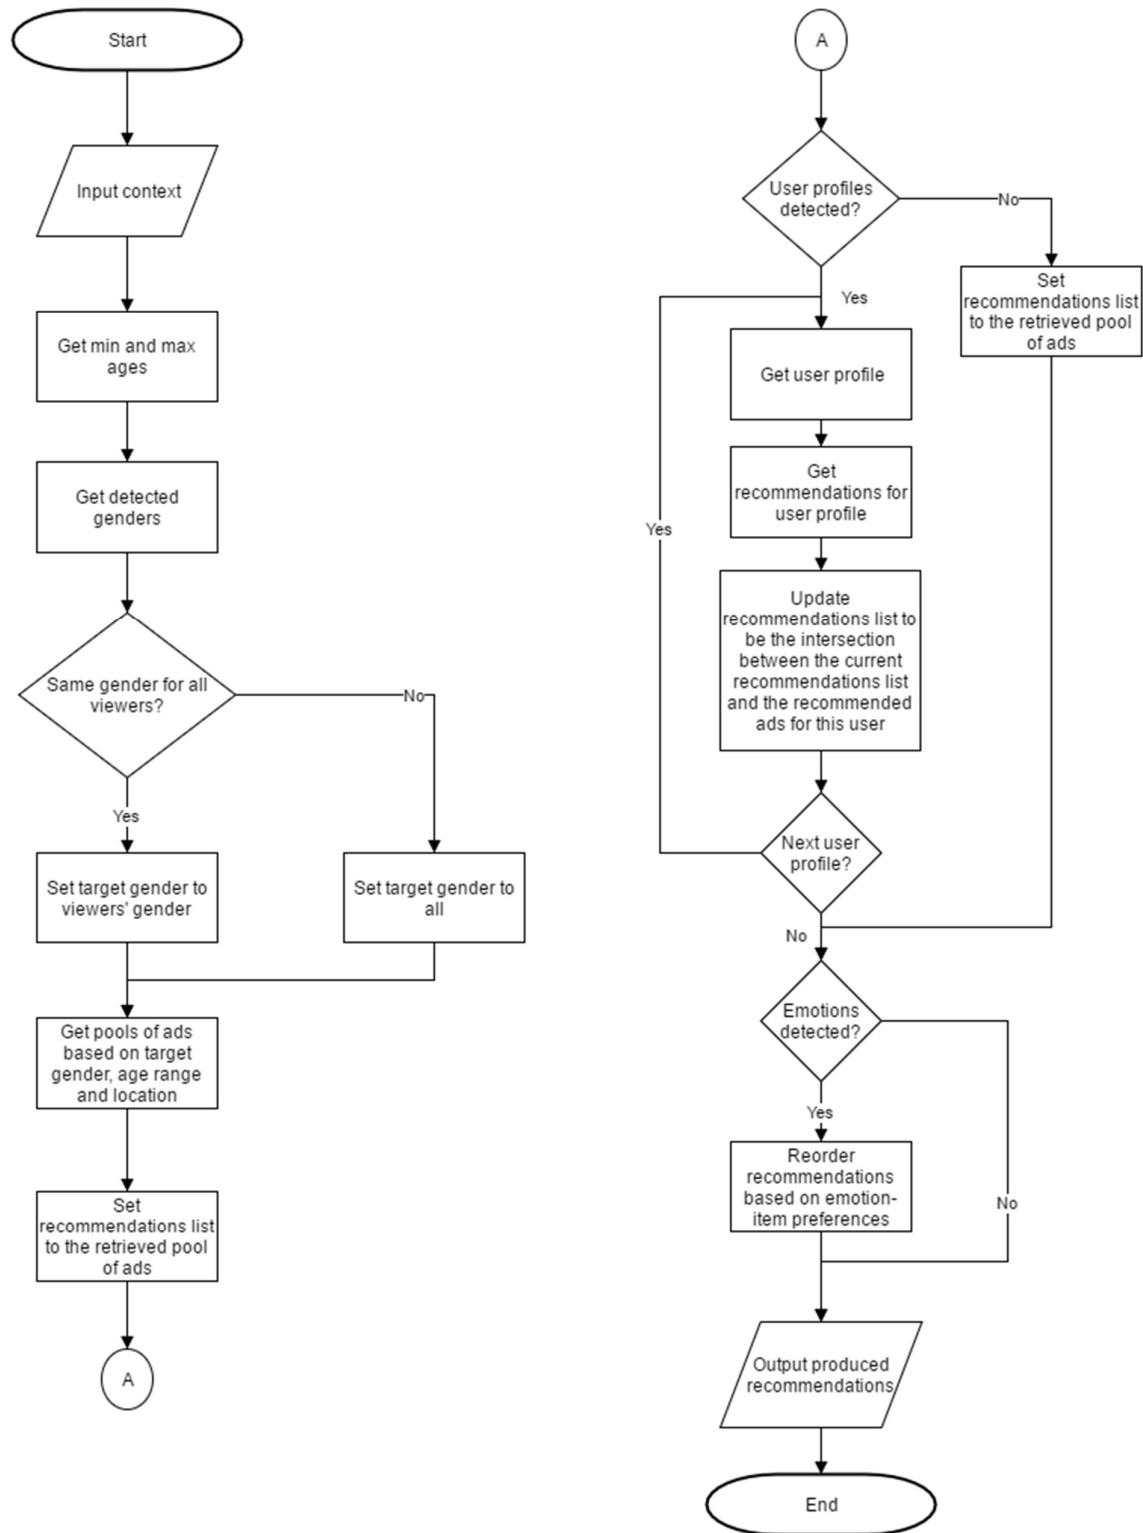 Start
Input context
Get min and max
ages
Get detected
genders
Same gender for all
viewers?
No
Yes
Set target gender to
viewers' gender
Set target gender to
all
Get pools of ads
based on target
gender, age range
and location
Set
recommendations list
to the retrieved pool
of ads
A
A
User profiles
detected?
No
Set
recommendations list
to the retrieved pool
of ads
Yes
Get user profile
Get
recommendations for
user profile
Yes
Update
recommendations list to
be the intersection
between the current
recommendations list
and the recommended
ads for this user
Next user
profile?
No
Emotions
detected?
Yes
Reorder
recommendations
based on emotion-
item preferences
No
Output produced
recommendations
End